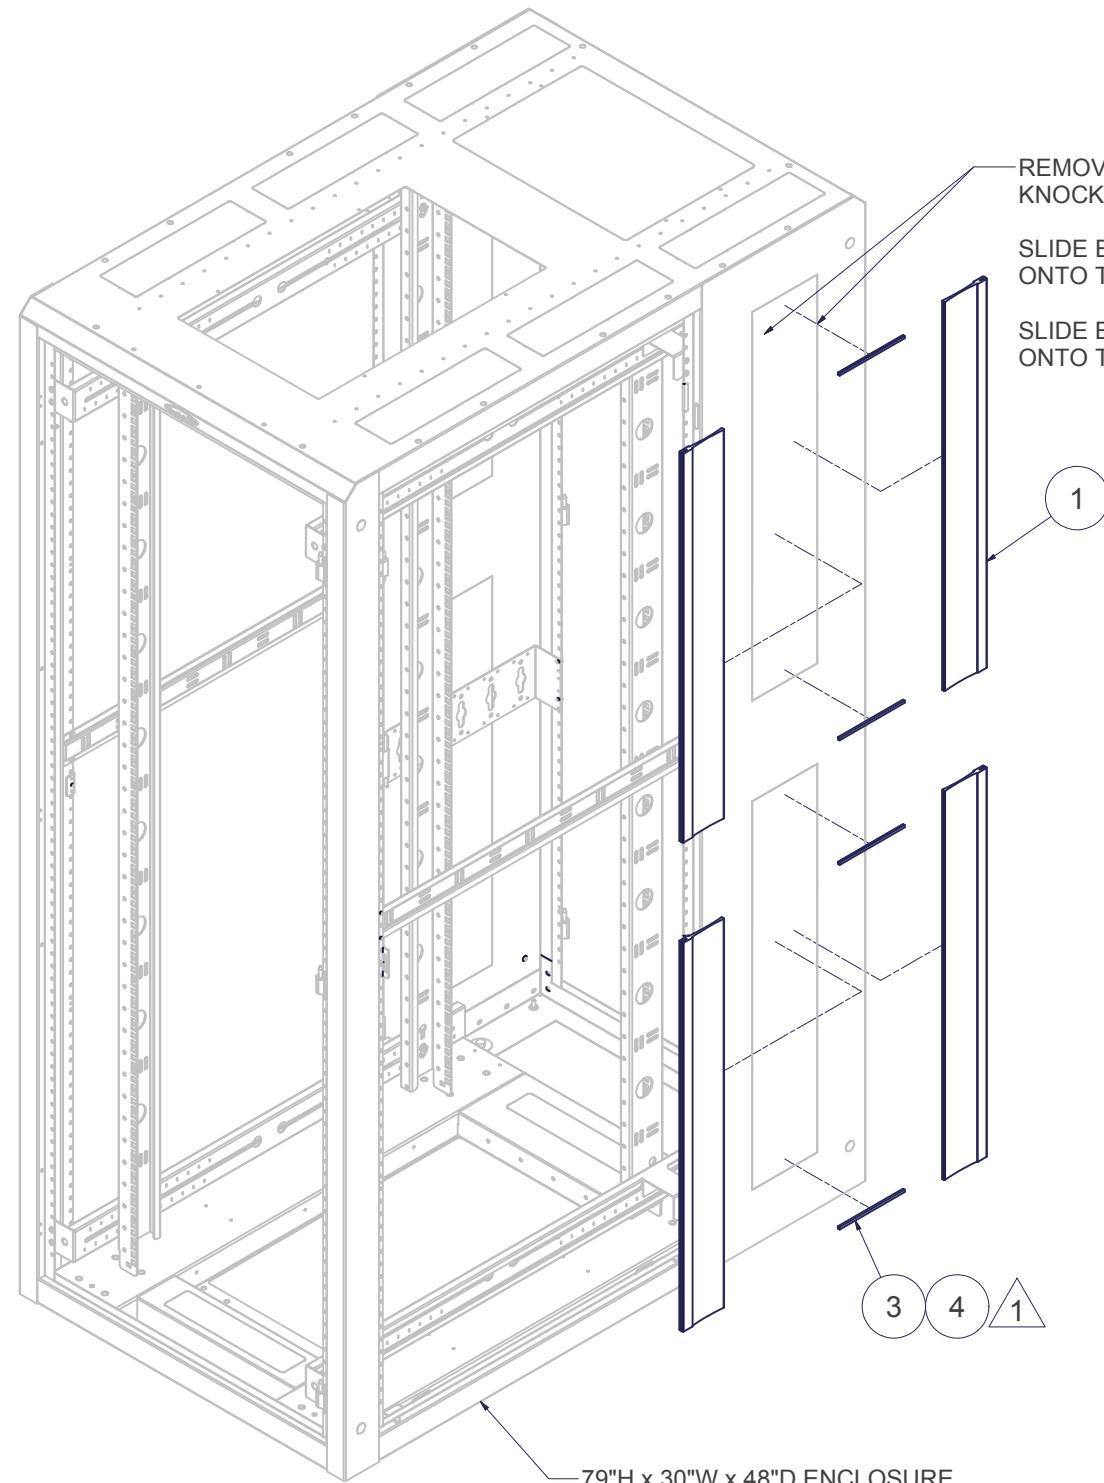 REMOV
KNOCK
SLIDE
ONTO
SLIDE
ONTO
1
3 4 1
79"H x 30"W x 48"D ENCLOSURE